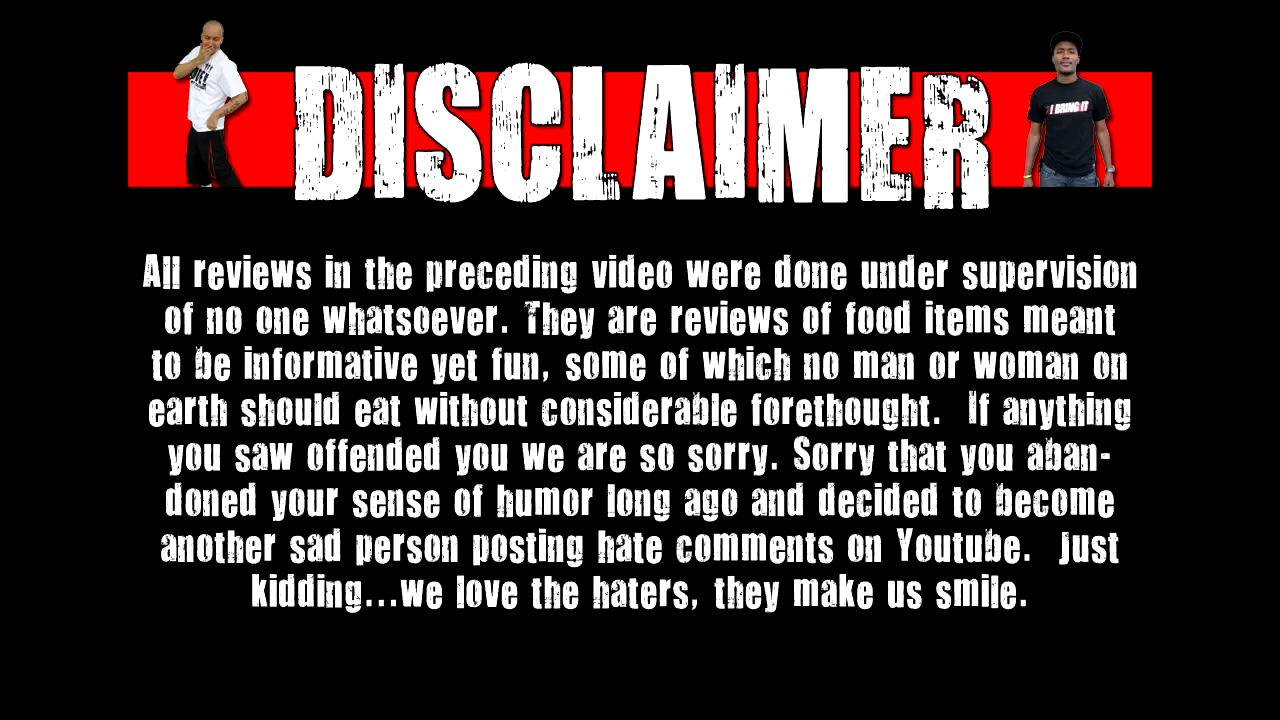 DISCLAIMER
I BRING IT
All reviews in the preceding video were done under supervision
of no one whatsoever. They are reviews of food items meant
to be informative yet fun, some of which no man or woman on
earth should eat without considerable forethought. If anything
you saw offended you we are so sorry. Sorry that you aban-
doned your sense of humor long ago and decided to become
another sad person posting hate comments on Youtube. Just
kidding...we love the haters, they make us smile.